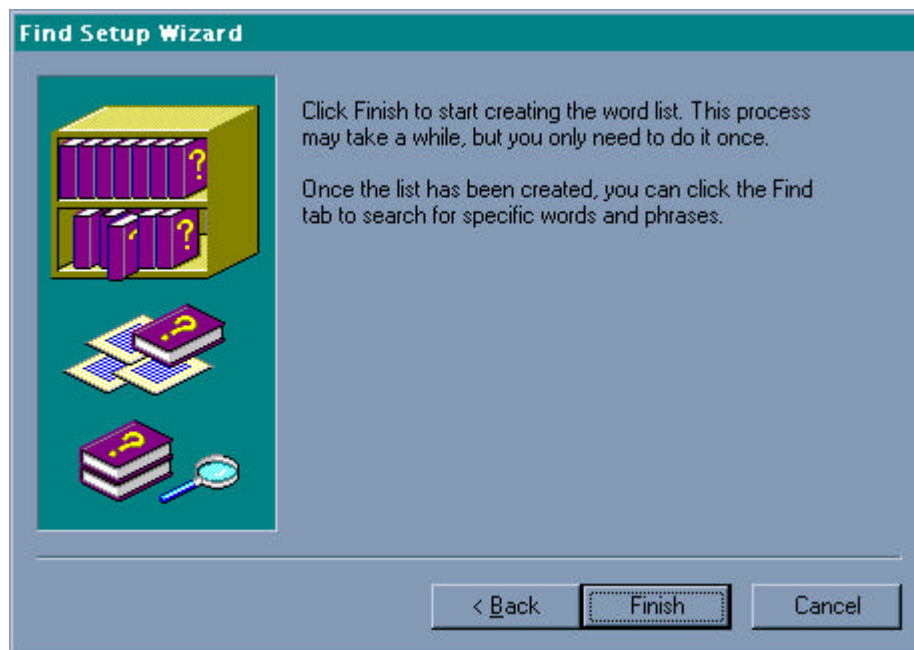 Find Setup Wizard
Click Finish to start creating the word list. This process
may take a while, but you only need to do it once.
Once the list has been created, you can click the Find
tab to search for specific words and phrases.
?
?
?
?
?
< Back
Finish
Cancel